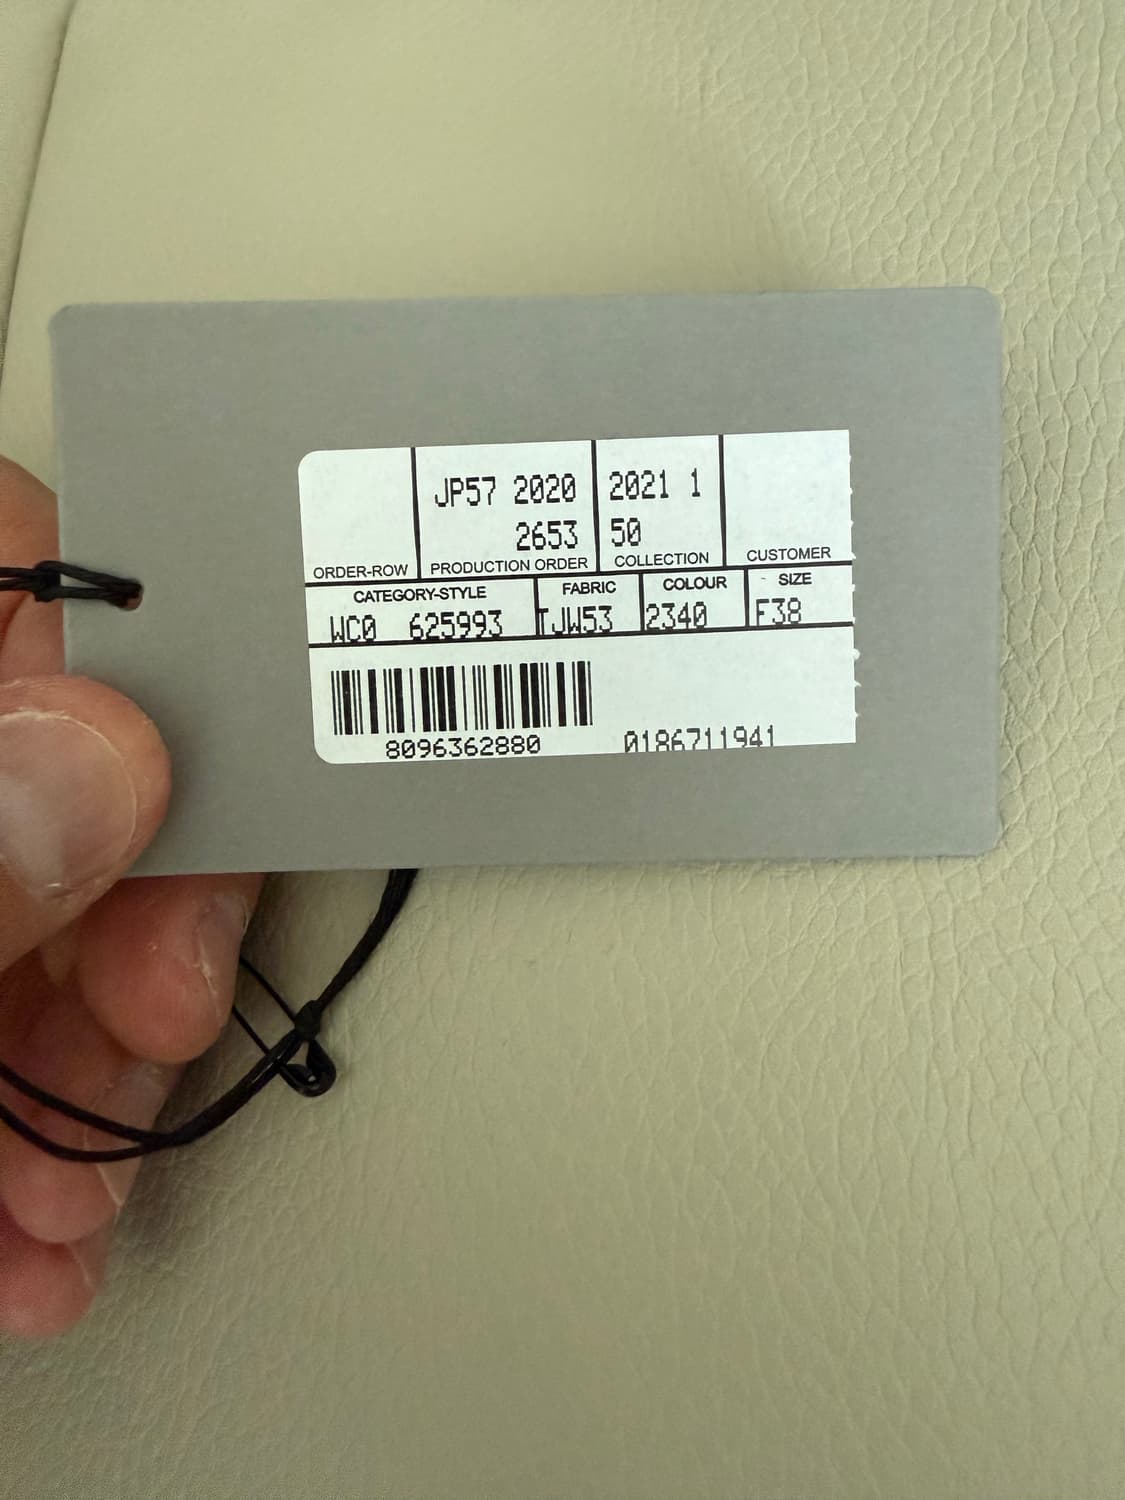 JP57 2020
2653
PRODUCTION ORDER
2021 1
50
COLLECTION
ORDER-ROW
CUSTOMER
CATEGORY-STYLE
WC0 625993
FABRIC
TJW53
COLOUR
2340
SIZE
F38
8096362880
0186711941